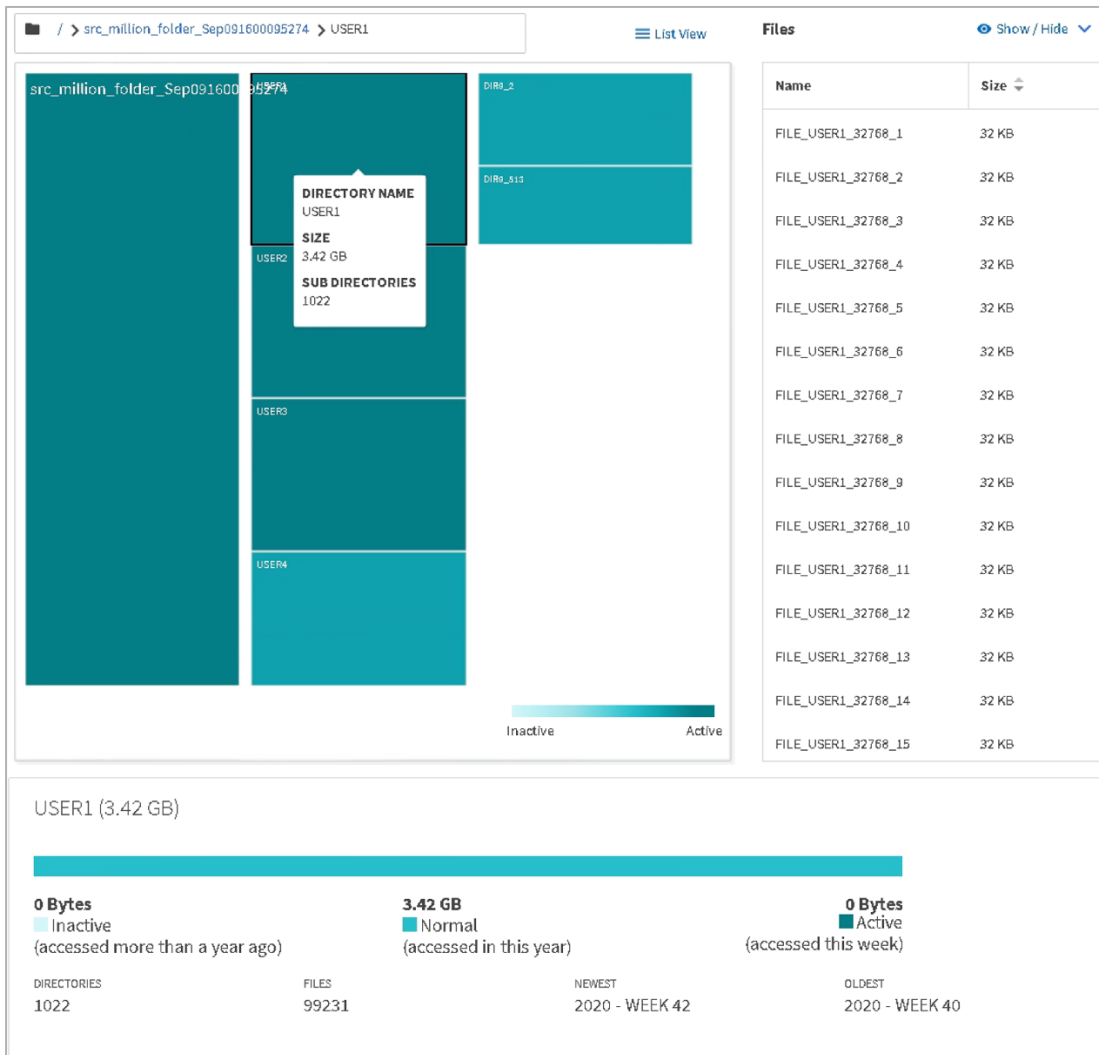 / > src_million_folder_Sep091600095274 > USER1
List View
src_million_folder_Sep091600095274
USER1
DIR9_2
DIR9_513
DIRECTORY NAME
USER1
SIZE
3.42 GB
SUB DIRECTORIES
1022
USER2
USER3
USER4
Inactive
Active
Files
Show / Hide
Name Size
FILE_USER1_32768_1 32 KB
FILE_USER1_32768_2 32 KB
FILE_USER1_32768_3 32 KB
FILE_USER1_32768_4 32 KB
FILE_USER1_32768_5 32 KB
FILE_USER1_32768_6 32 KB
FILE_USER1_32768_7 32 KB
FILE_USER1_32768_8 32 KB
FILE_USER1_32768_9 32 KB
FILE_USER1_32768_10 32 KB
FILE_USER1_32768_11 32 KB
FILE_USER1_32768_12 32 KB
FILE_USER1_32768_13 32 KB
FILE_USER1_32768_14 32 KB
FILE_USER1_32768_15 32 KB
USER1 (3.42 GB)
0 Bytes
Inactive
(accessed more than a year ago)
3.42 GB
Normal
(accessed in this year)
0 Bytes
Active
(accessed this week)
DIRECTORIES
1022
FILES
99231
NEWEST
2020 - WEEK 42
OLDEST
2020 - WEEK 40